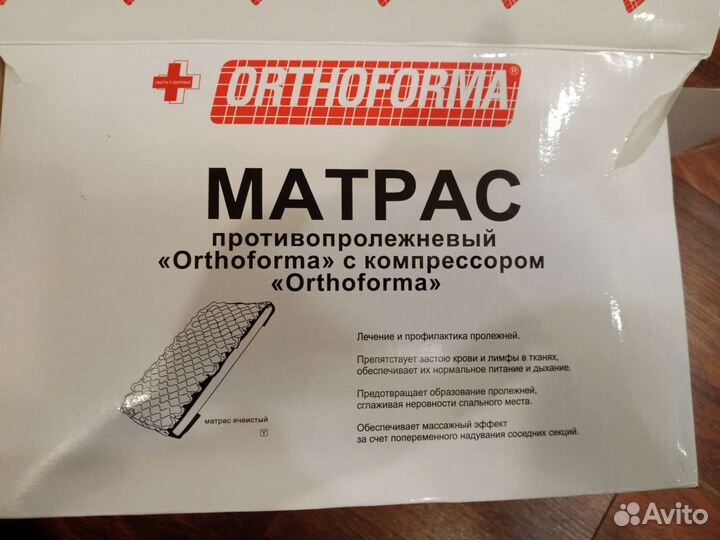 ORTHOFORMA®
МАТРАС
противопролежневый
«Orthoforma» с компрессором
«Orthoforma»
Лечение и профилактика пролежней.
Препятствует застою крови и лимфы в тканях,
обеспечивает их нормальное питание и дыхание.
Предотвращает образование пролежней,
сглаживая неровности спального места.
Обеспечивает массажный эффект
за счет попеременного надувания соседних секций.
матрас ячеистый
Y
Avito